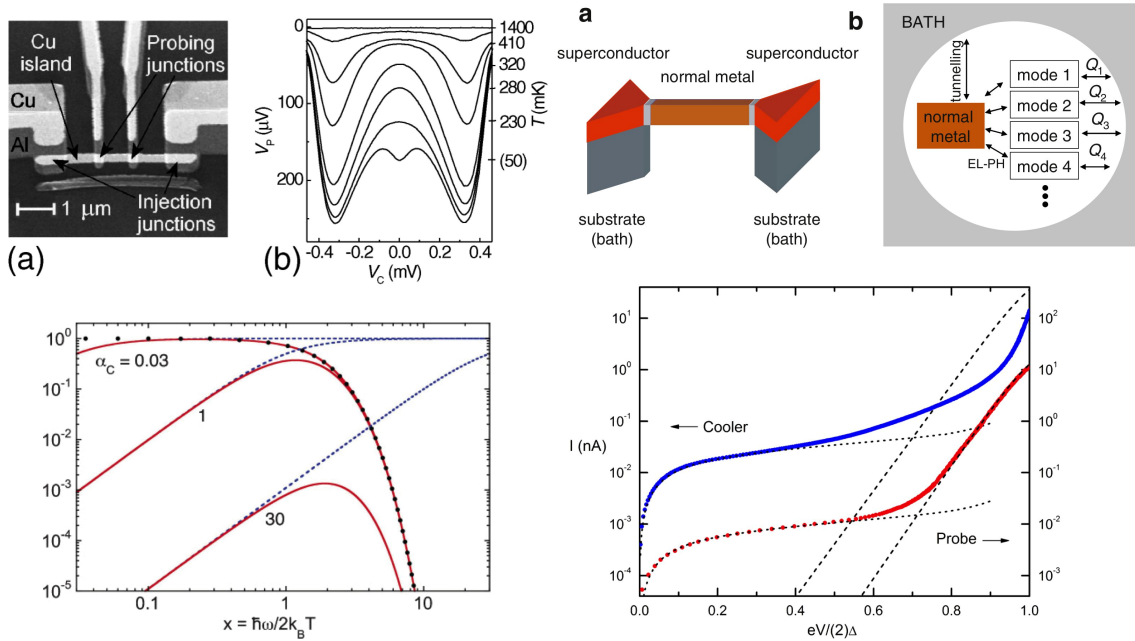 Cu
island
Probing
junctions
Cu
Al
1 μm
Injection
junctions
(a)
0
100
200
V_P (μV)
1400
410
320
280
230
(50)
T (mK)
-0.4
-0.2
0.0
0.2
0.4
V_C (mV)
(b)
a
superconductor
superconductor
normal metal
substrate
(bath)
substrate
(bath)
b
BATH
tunnelling
normal
metal
EL-PH
mode 1
Q_1
mode 2
Q_2
mode 3
Q_3
mode 4
Q_4
10^0
10^-1
10^-2
10^-3
10^-4
10^-5
α_C = 0.03
1
30
0.1
1
10
x = ħω/2k_BT
10^1
10^0
10^-1
10^-2
10^-3
10^-4
I (nA)
Cooler
Probe
10^2
10^1
10^0
10^-1
10^-2
10^-3
0.0
0.2
0.4
0.6
0.8
1.0
eV/(2)Δ